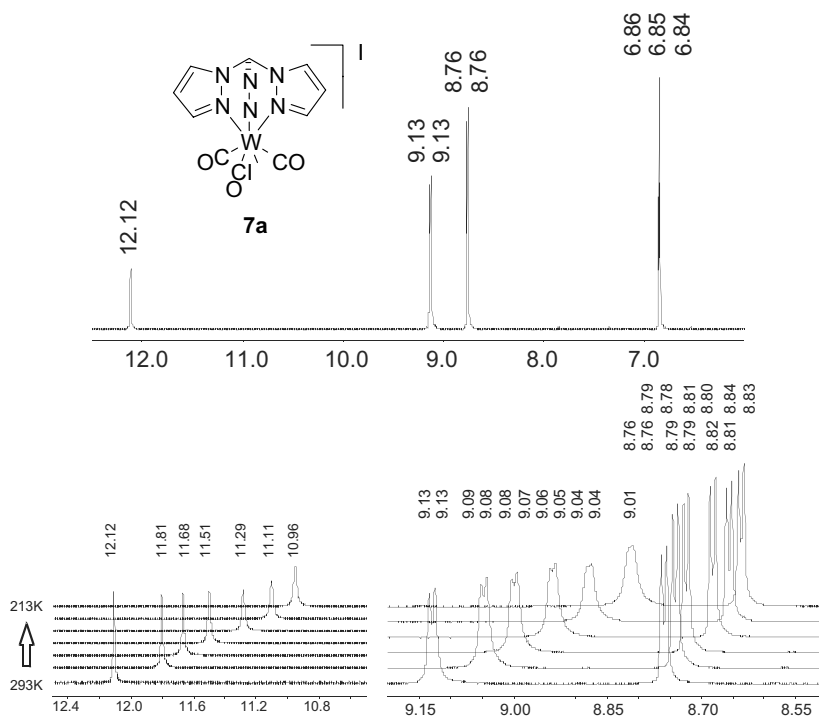 I
N
N
N
N
N
N
W
OC
Cl
CO
O
7a
12.12
9.13
9.13
8.76
8.76
6.86
6.85
6.84
12.0 11.0 10.0 9.0 8.0 7.0
12.12
11.81
11.68
11.51
11.29
11.11
10.96
213K
293K
12.4 12.0 11.6 11.2 10.8
8.76 8.79 8.78 8.81 8.80 8.84 8.83
8.76 8.79 8.79 8.82 8.81
9.13
9.13
9.09
9.08
9.08
9.07
9.06
9.05
9.04
9.04
9.01
9.15 9.00 8.85 8.70 8.55